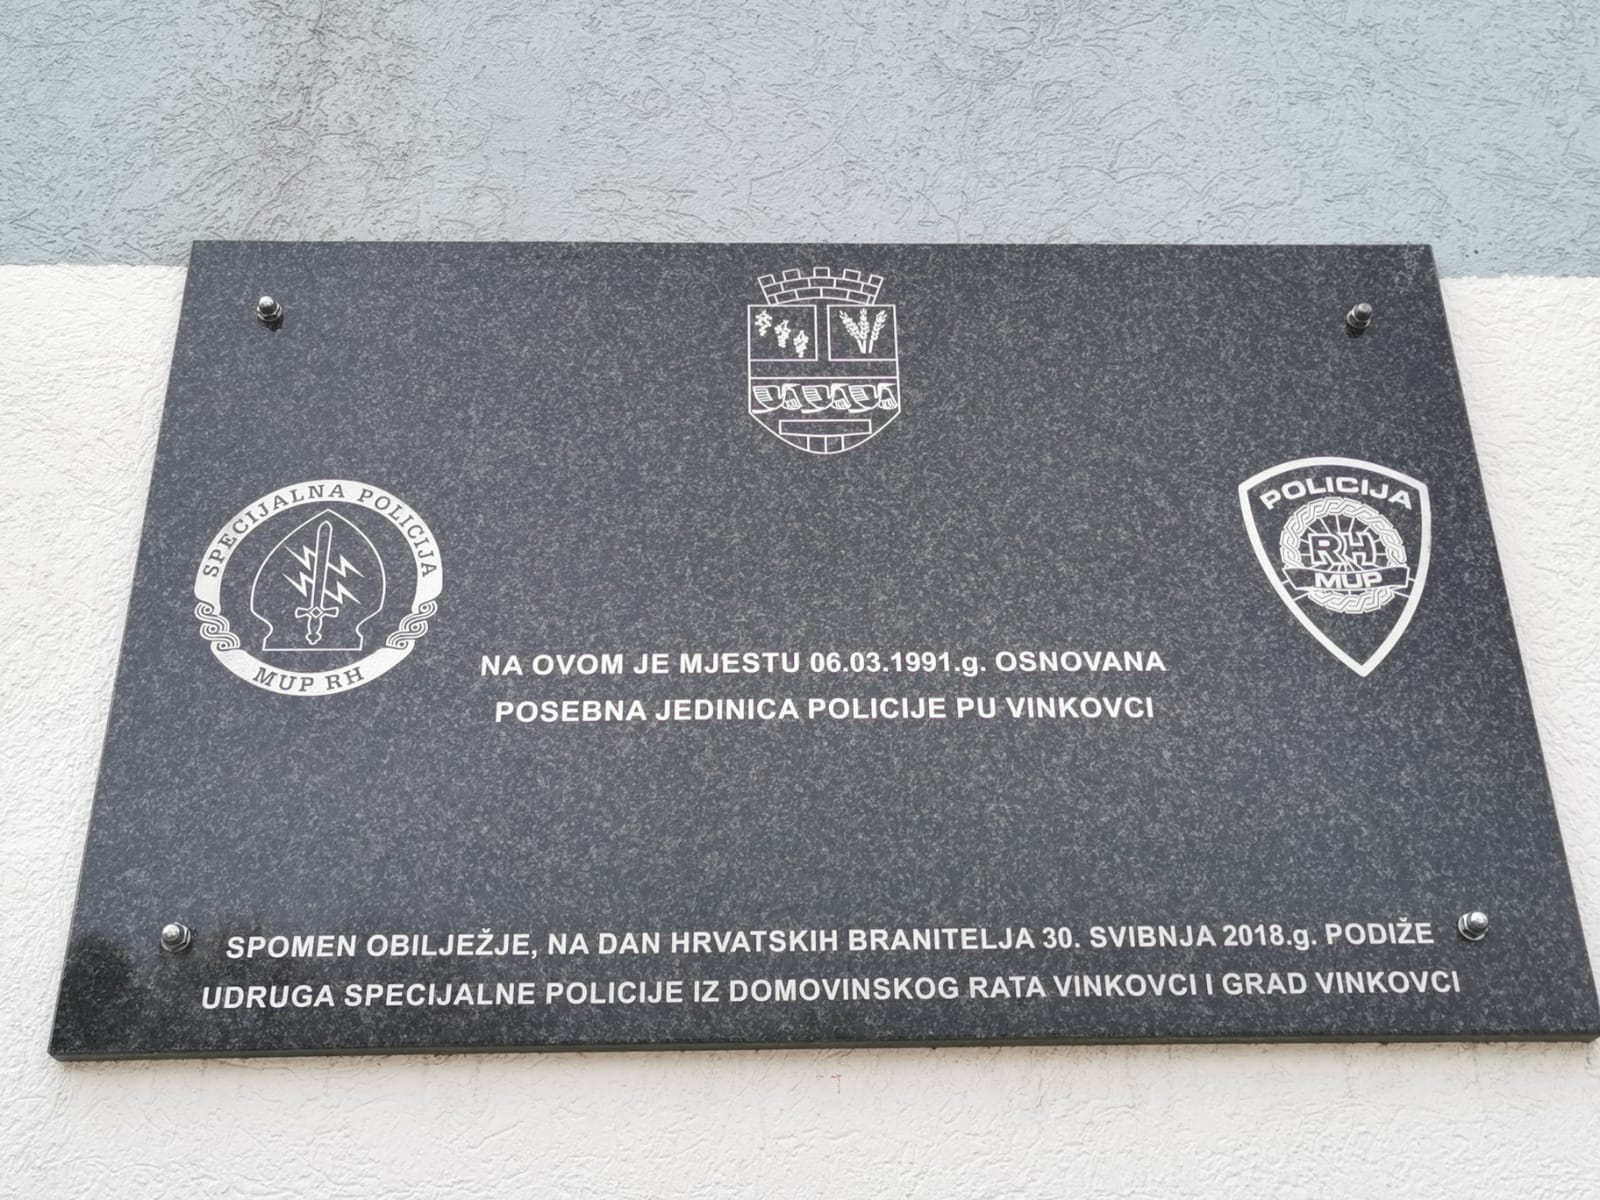 SPECIJALNA POLICIJA
MUP RH
POLICIJA
RH
MUP
NA OVOM JE MJESTU 06.03.1991.g. OSNOVANA
POSEBNA JEDINICA POLICIJE PU VINKOVCI
SPOMEN OBILJEŽJE, NA DAN HRVATSKIH BRANITELJA 30. SVIBNJA 2018.g. PODIŽE
UDRUGA SPECIJALNE POLICIJE IZ DOMOVINSKOG RATA VINKOVCI I GRAD VINKOVCI